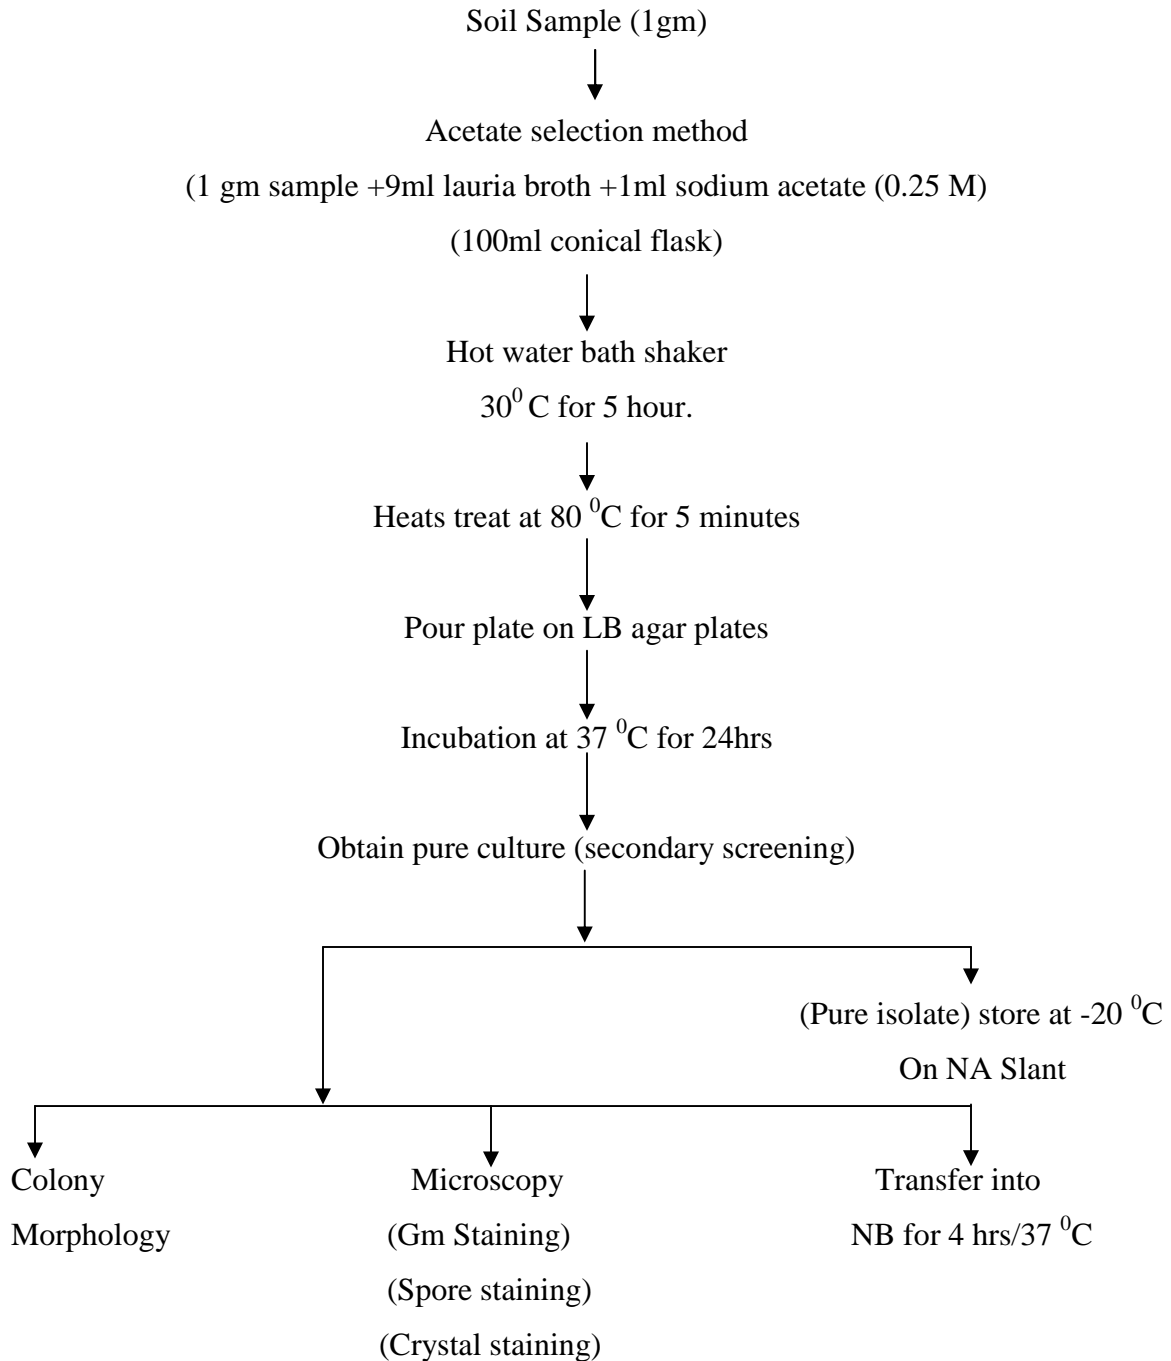 Soil Sample (1gm)
Acetate selection method
(1 gm sample +9ml lauria broth +1ml sodium acetate (0.25 M)
(100ml conical flask)
Hot water bath shaker
30⁰ C for 5 hour.
Heats treat at 80 ⁰C for 5 minutes
Pour plate on LB agar plates
Incubation at 37 ⁰C for 24hrs
Obtain pure culture (secondary screening)
(Pure isolate) store at -20 ⁰C
On NA Slant
Colony
Morphology
Microscopy
(Gm Staining)
(Spore staining)
(Crystal staining)
Transfer into
NB for 4 hrs/37 ⁰C